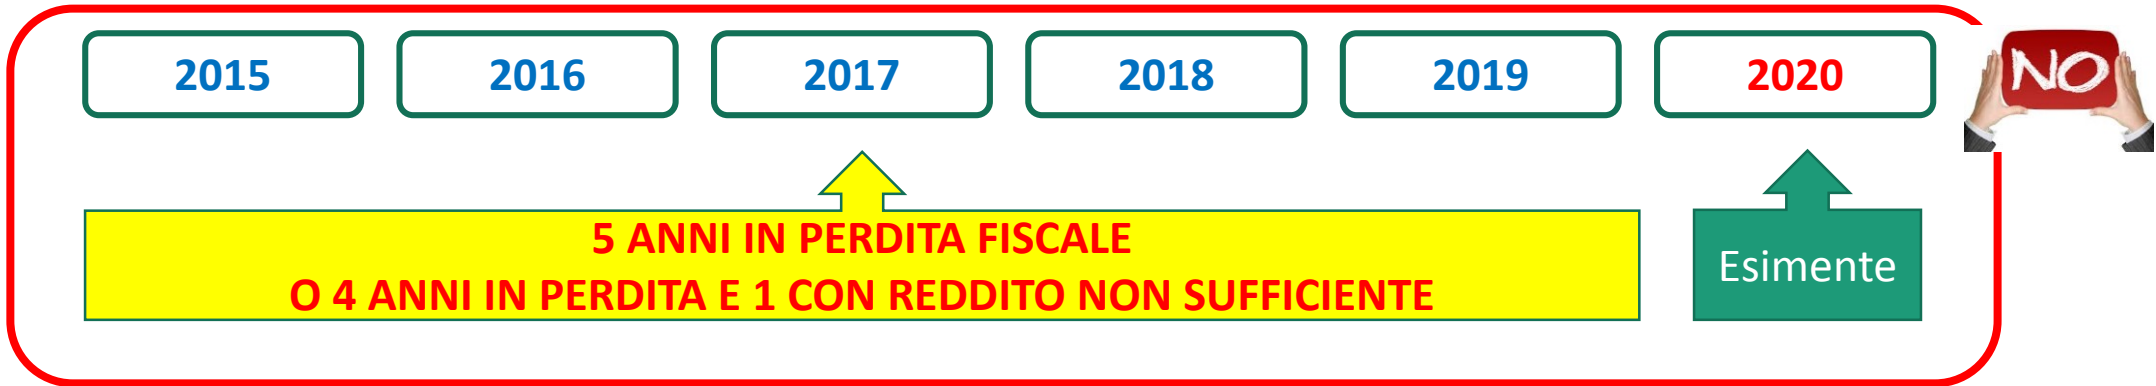 2015 2016 2017 2018 2019 2020 NO
5 ANNI IN PERDITA FISCALE
O 4 ANNI IN PERDITA E 1 CON REDDITO NON SUFFICIENTE
Esimente